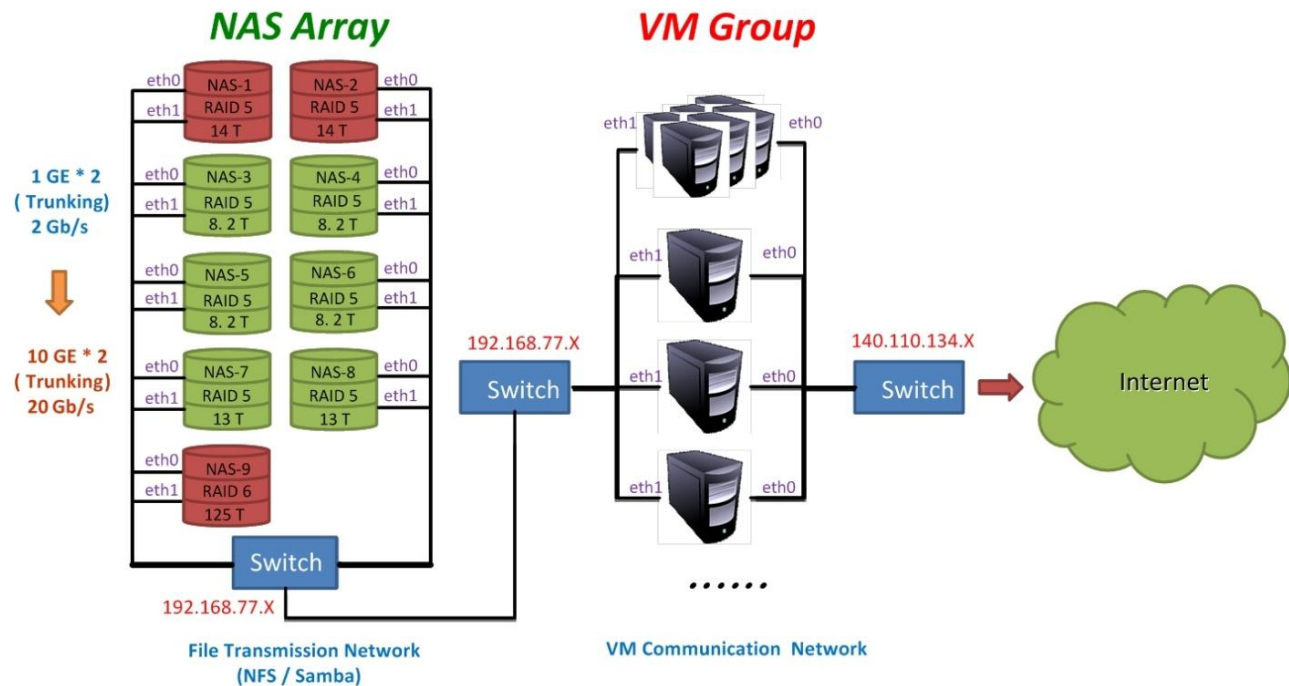 NAS Array
VM Group
eth0
NAS-1
NAS-2
eth0
eth1
RAID 5
RAID 5
eth1
14 T
14 T
eth0
NAS-3
NAS-4
eth0
eth1
RAID 5
RAID 5
eth1
8. 2 T
8. 2 T
1 GE * 2
( Trunking)
2 Gb/s
eth0
NAS-5
NAS-6
eth0
eth1
RAID 5
RAID 5
eth1
8. 2 T
8. 2 T
10 GE * 2
( Trunking)
20 Gb/s
eth0
NAS-7
NAS-8
eth0
eth1
RAID 5
RAID 5
eth1
13 T
13 T
eth0
NAS-9
eth1
RAID 6
125 T
Switch
192.168.77.X
File Transmission Network
(NFS / Samba)
192.168.77.X
Switch
eth1
eth0
eth1
eth0
eth1
eth0
eth1
eth0
......
VM Communication Network
140.110.134.X
Switch
Internet